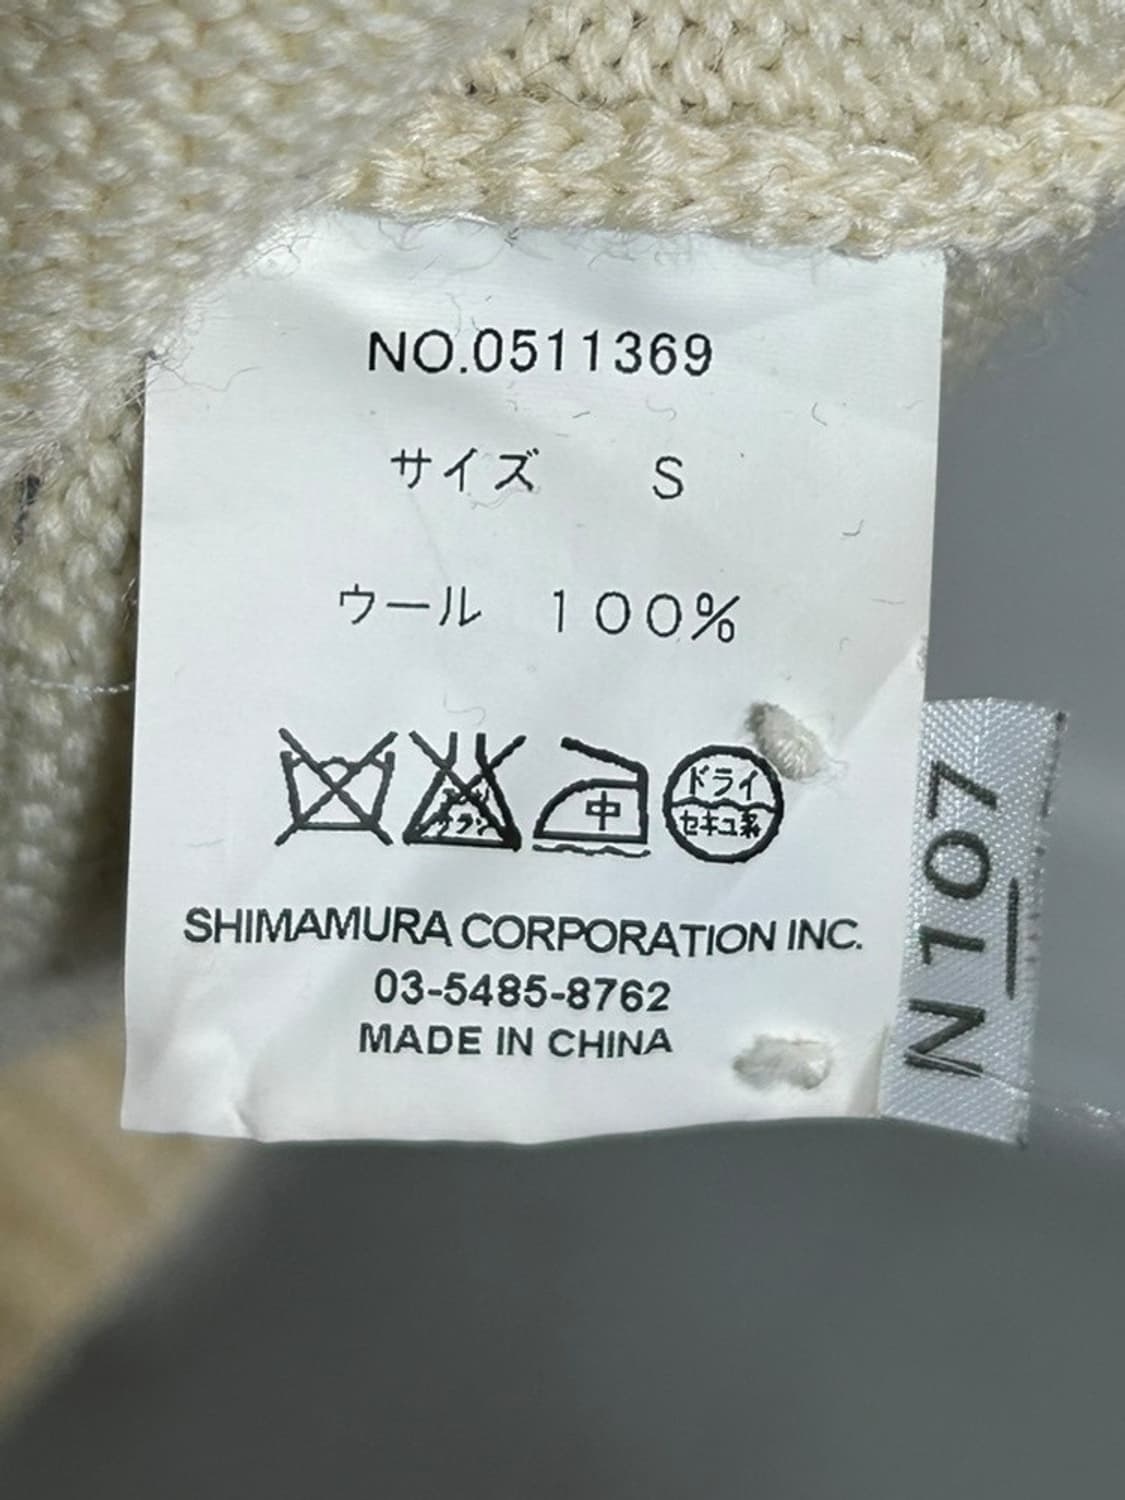 NO.0511369
サイズ S
ウール 100%
中
ドライ
セキユ系
SHIMAMURA CORPORATION INC.
03-5485-8762
MADE IN CHINA
N 107